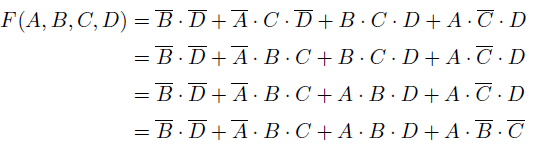 F(A, B, C, D) = B̅ · D̅ + A̅ · C · D̅ + B · C · D + A · C̅ · D
= B̅ · D̅ + A̅ · B · C + B · C · D + A · C̅ · D
= B̅ · D̅ + A̅ · B · C + A · B · D + A · C̅ · D
= B̅ · D̅ + A̅ · B · C + A · B · D + A · B̅ · C̅